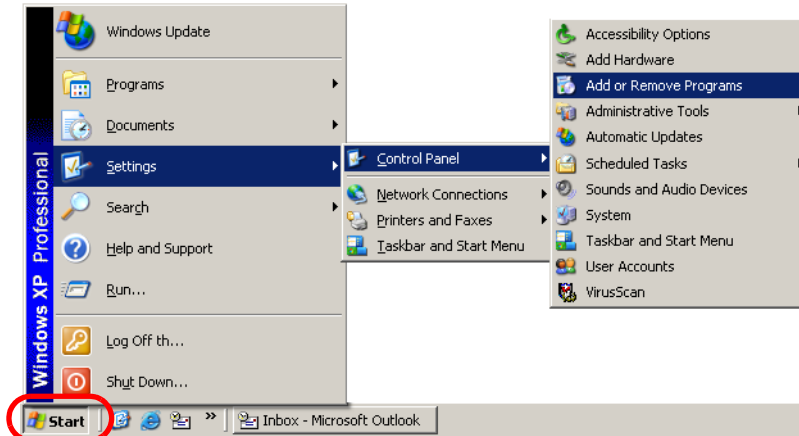 Windows XP Professional
Windows Update
Programs
Documents
Settings
Search
Help and Support
Run...
Log Off th...
Shut Down...
Control Panel
Network Connections
Printers and Faxes
Taskbar and Start Menu
Accessibility Options
Add Hardware
Add or Remove Programs
Administrative Tools
Automatic Updates
Scheduled Tasks
Sounds and Audio Devices
System
Taskbar and Start Menu
User Accounts
VirusScan
Start
»
Inbox - Microsoft Outlook